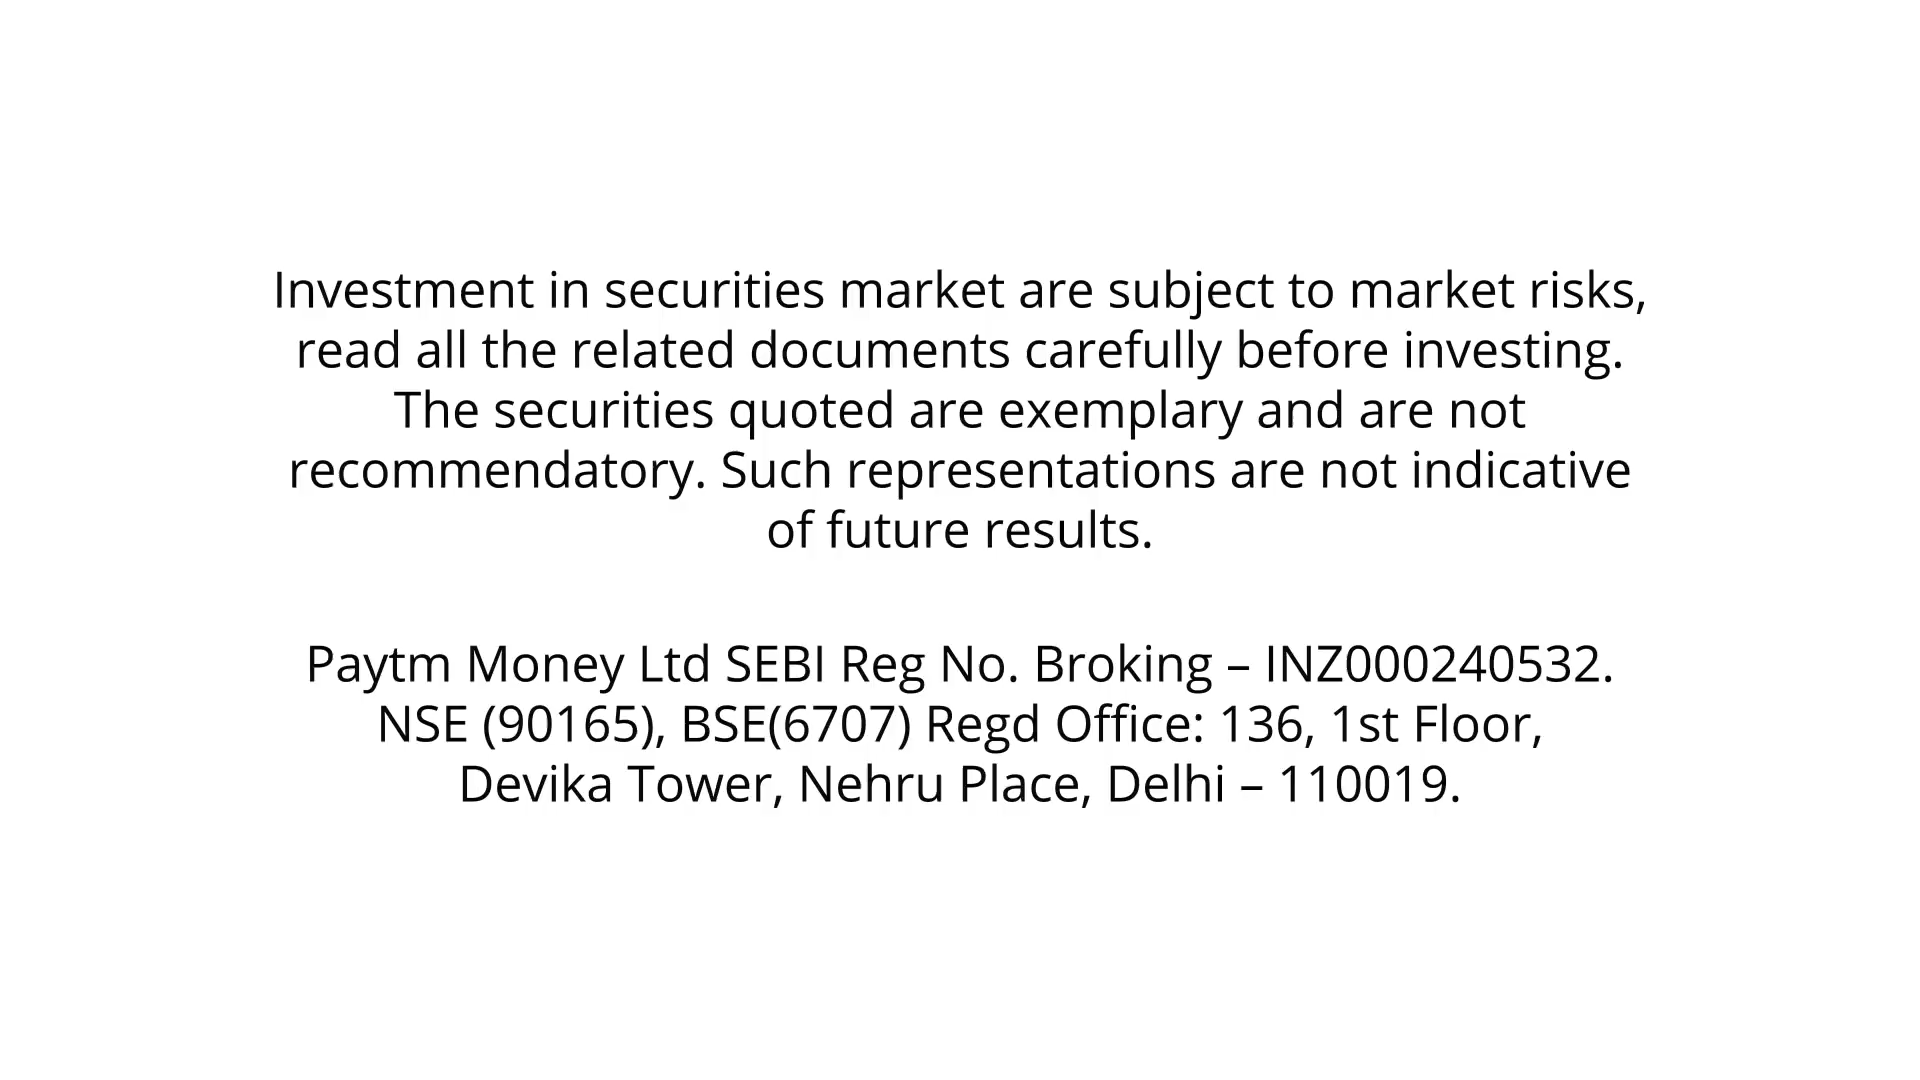 Investment in securities market are subject to market risks,
read all the related documents carefully before investing.
The securities quoted are exemplary and are not
recommendatory. Such representations are not indicative
of future results.
Paytm Money Ltd SEBI Reg No. Broking – INZ000240532.
NSE (90165), BSE(6707) Regd Office: 136, 1st Floor,
Devika Tower, Nehru Place, Delhi – 110019.